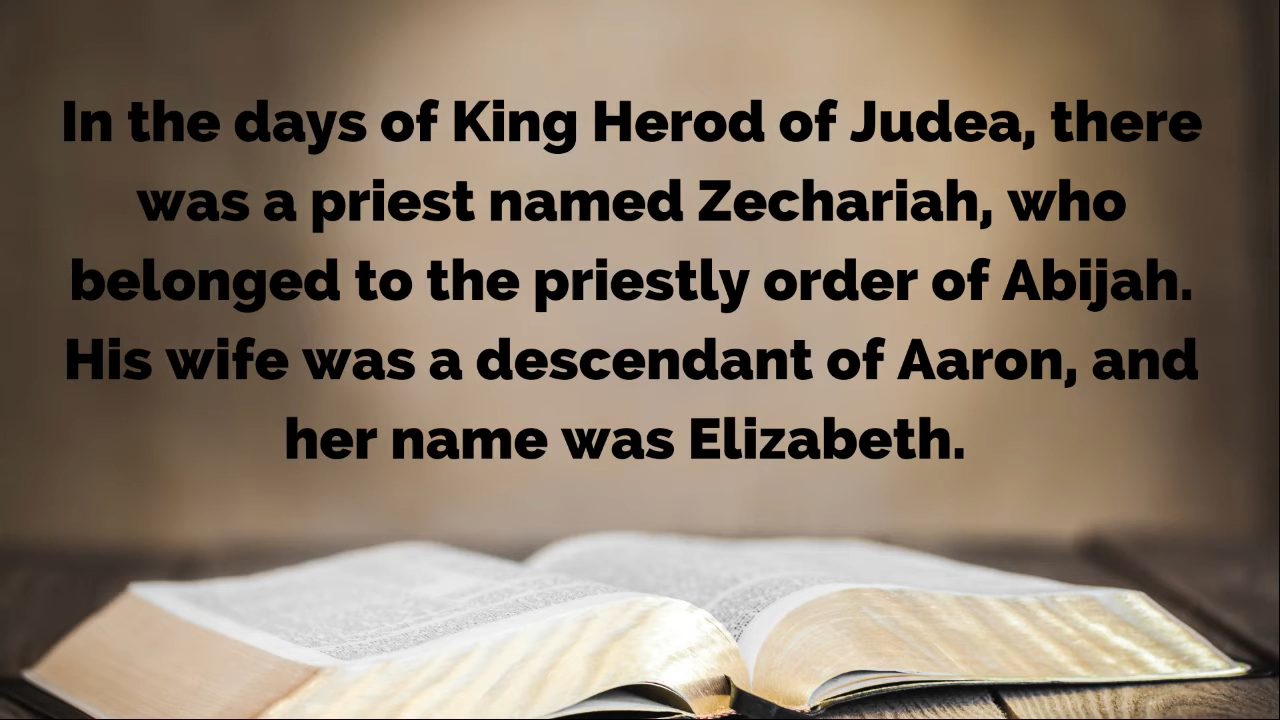 In the days of King Herod of Judea, there
was a priest named Zechariah, who
belonged to the priestly order of Abijah.
His wife was a descendant of Aaron, and
her name was Elizabeth.